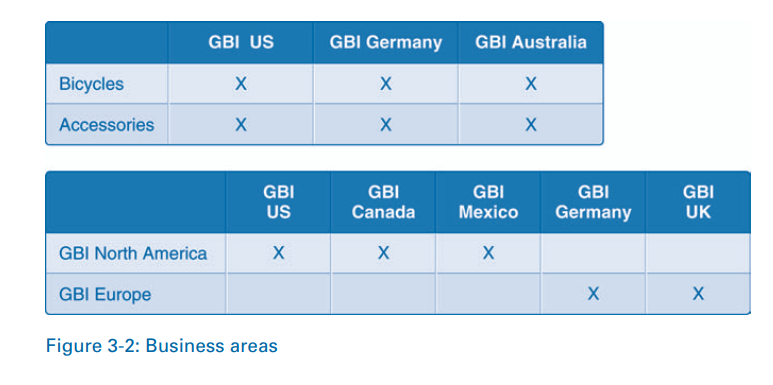 GBI US GBI Germany GBI Australia
Bicycles X X X
Accessories X X X
GBI US GBI Canada GBI Mexico GBI Germany GBI UK
GBI North America X X X
GBI Europe X X
Figure 3-2: Business areas